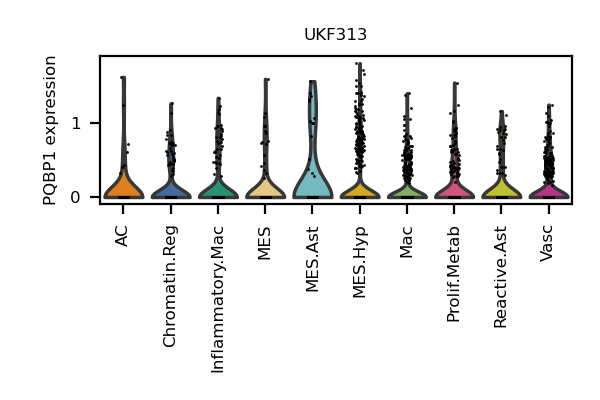 UKF313
PQBP1 expression
1
0
AC
Chromatin.Reg
Inflammatory.Mac
MES
MES.Ast
MES.Hyp
Mac
Prolif.Metab
Reactive.Ast
Vasc